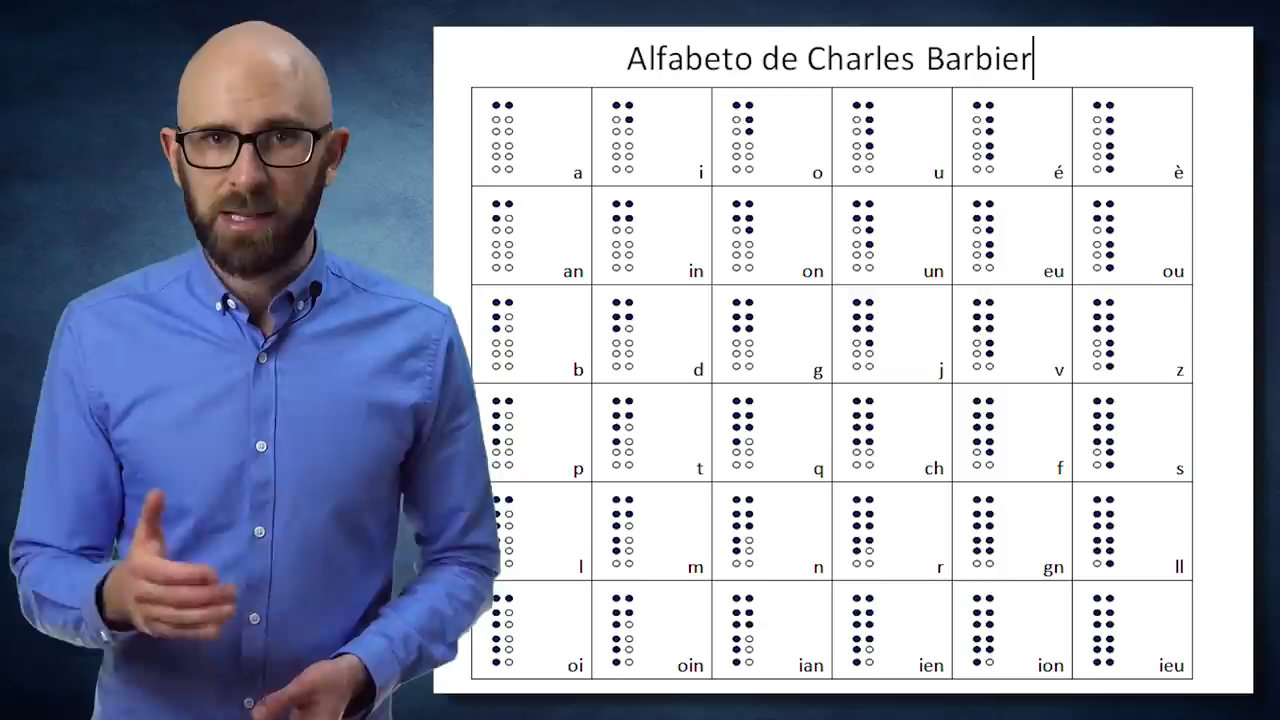 Alfabeto de Charles Barbier
a i o u é è
an in on un eu ou
b d g j v z
p t q ch f s
l m n r gn ll
oi oin ian ien ion ieu